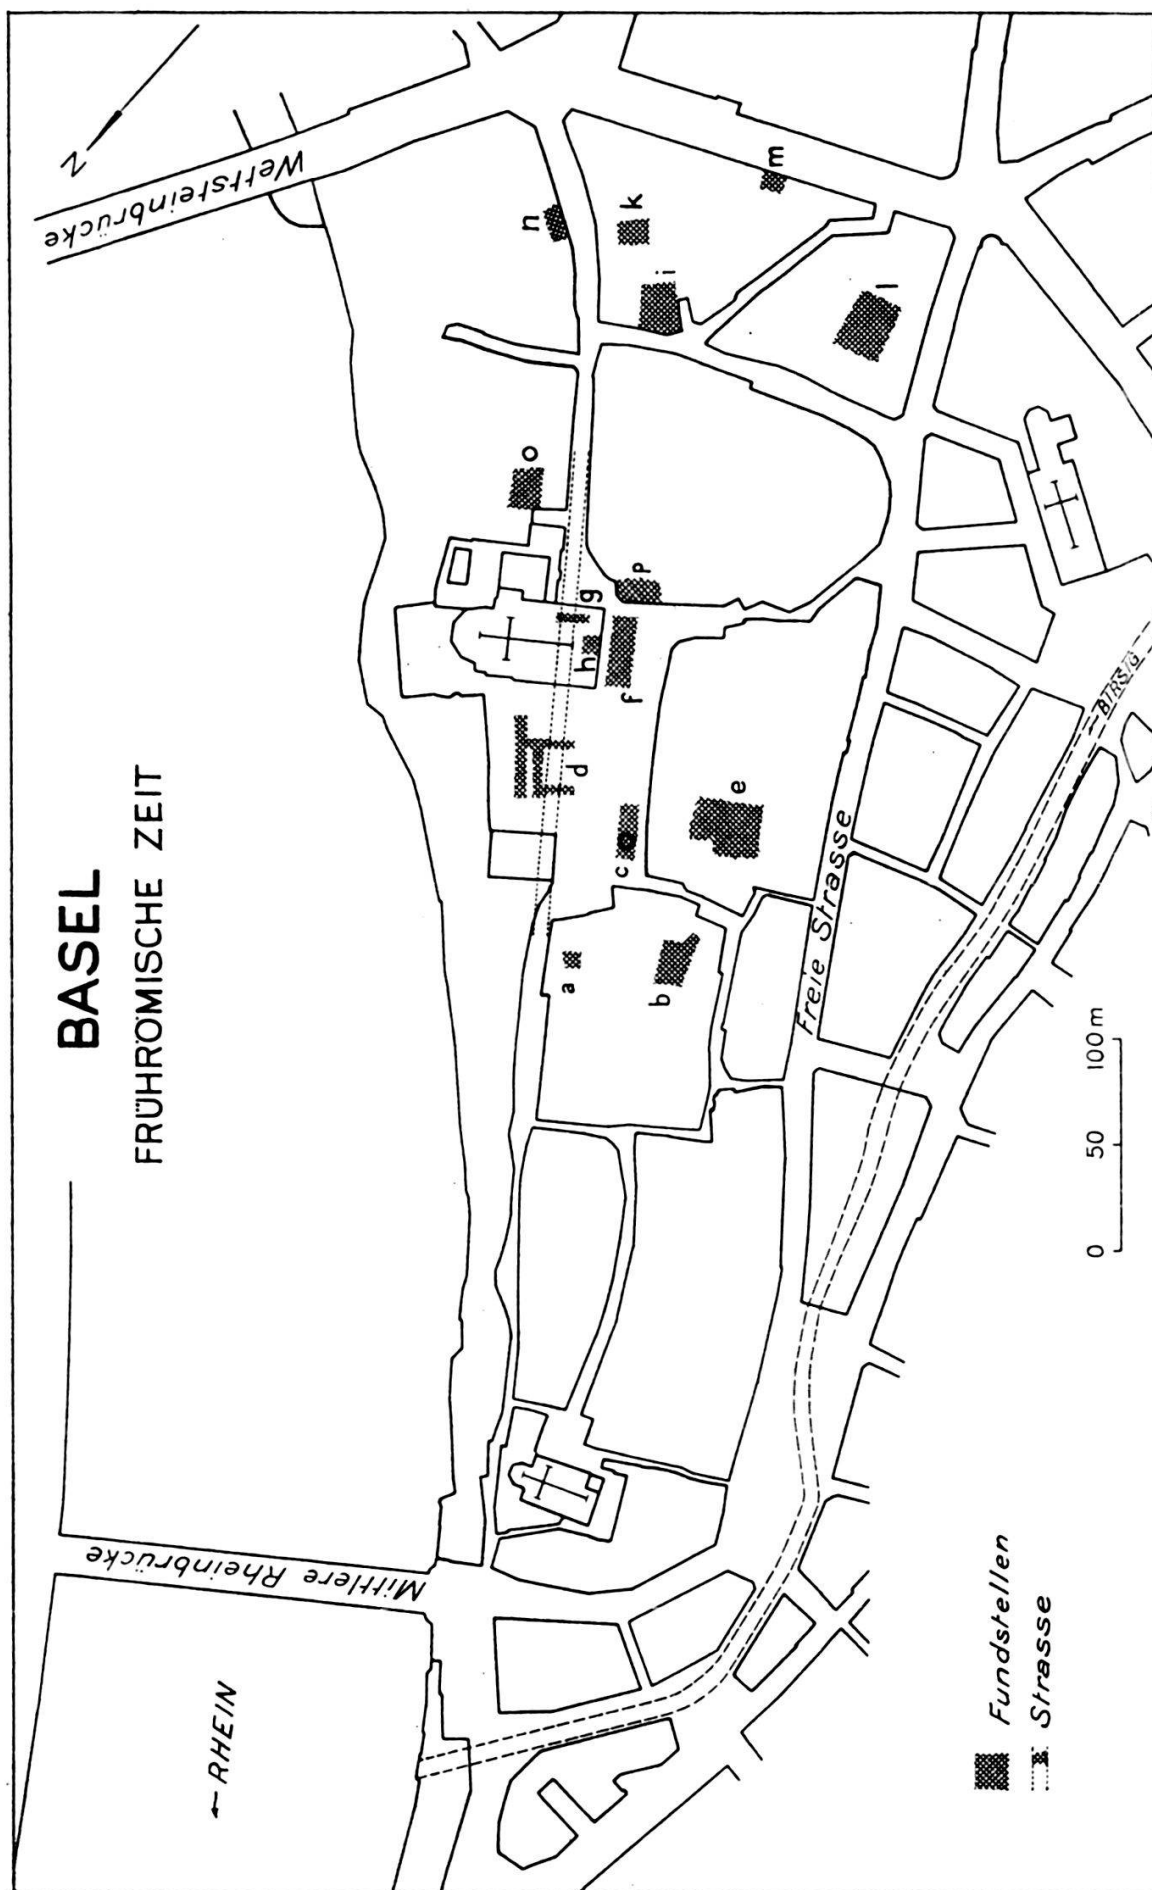 BASEL
FRÜHRÖMISCHE ZEIT
N
Wettsteinbrücke
Mittlere Rheinbrücke
← RHEIN
Freie Strasse
BIRSIG
a
b
c
d
e
f
g
h
i
k
l
m
n
o
p
0 50 100 m
Fundstellen
Strasse